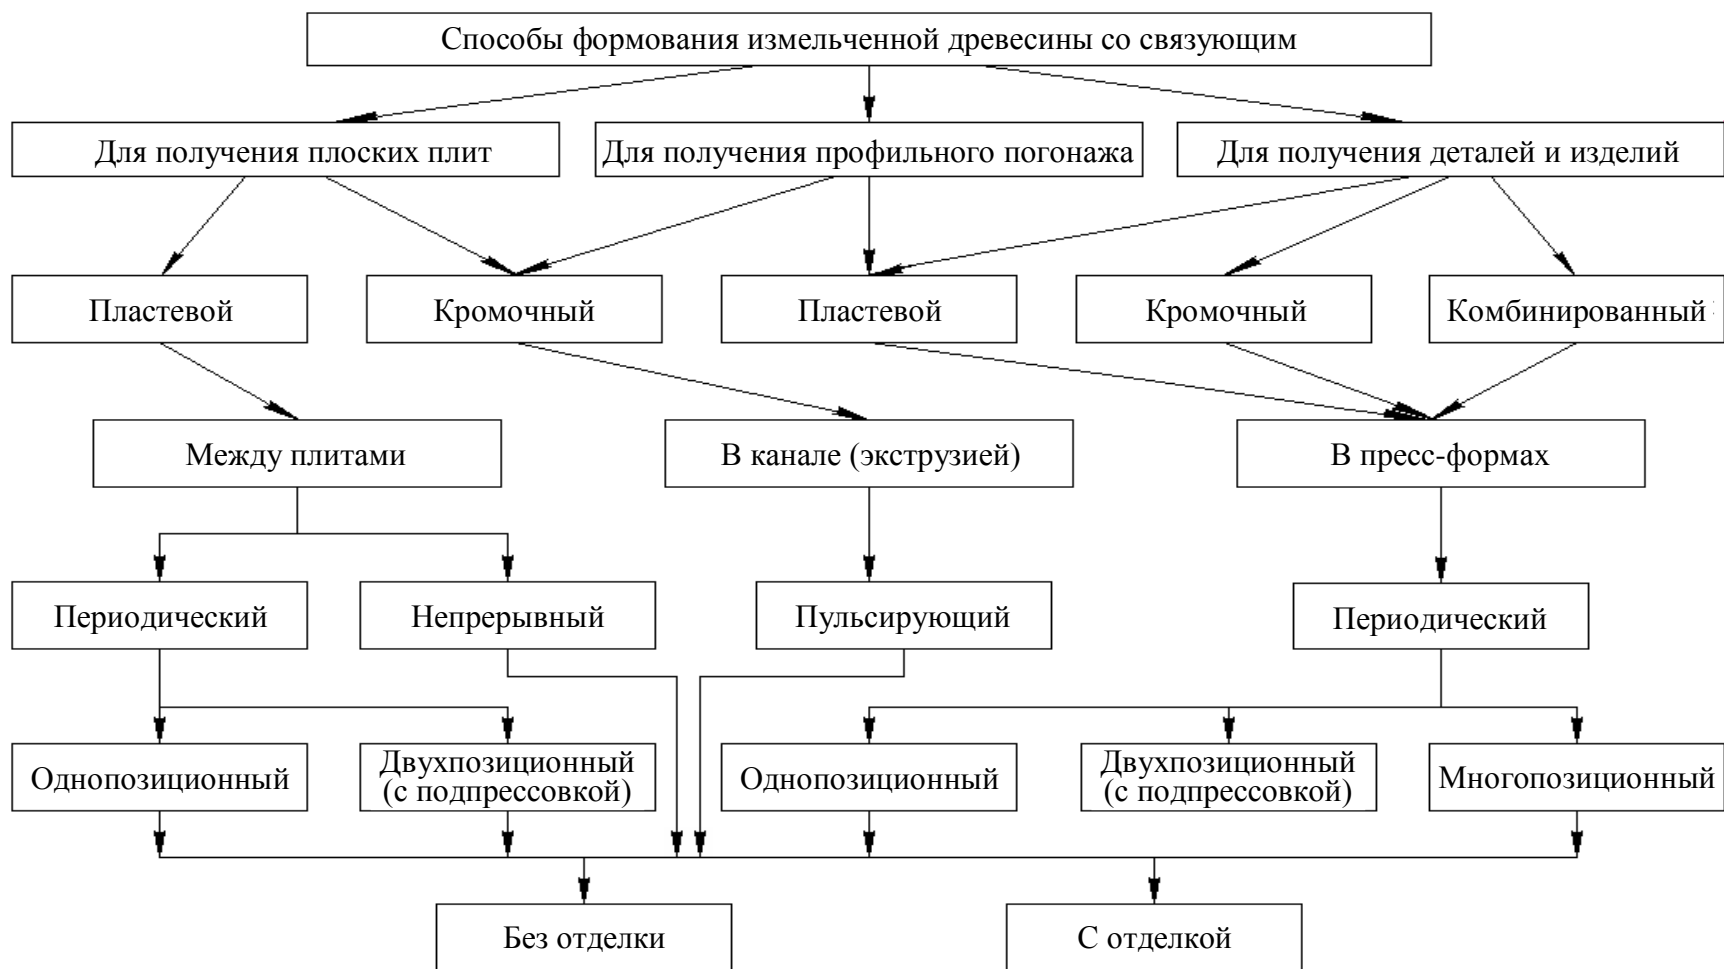 Способы формования измельченной древесины со связующим
Для получения плоских плит
Для получения профильного погонажа
Для получения деталей и изделий
Пластевой
Кромочный
Пластевой
Кромочный
Комбинированный
Между плитами
В канале (экструзией)
В пресс-формах
Периодический
Непрерывный
Пульсирующий
Периодический
Однопозиционный
Двухпозиционный
(с подпрессовкой)
Однопозиционный
Двухпозиционный
(с подпрессовкой)
Многопозиционный
Без отделки
С отделкой